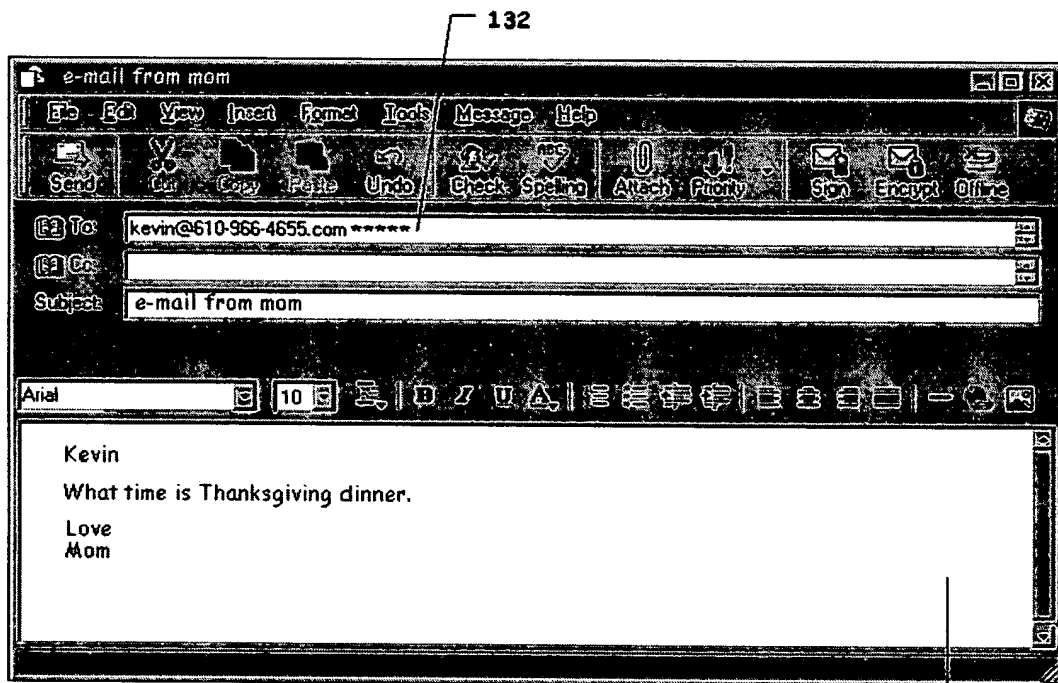 132
e-mail from mom
File Edit View Insert Format Tools Message Help
Send Cut Copy Paste Undo Check ABC Spelling Attach Priority Sign Encrypt Offline
To: kevin@610-966-4655.com *****
Cc:
Subject: e-mail from mom
Arial 10 B I U A
Kevin
What time is Thanksgiving dinner.
Love
Mom